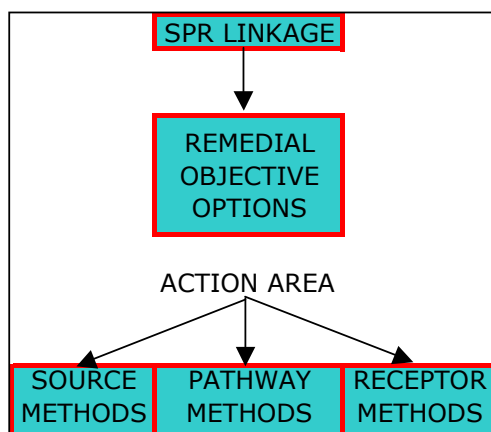 SPR LINKAGE
REMEDIAL
OBJECTIVE
OPTIONS
ACTION AREA
SOURCE
METHODS
PATHWAY
METHODS
RECEPTOR
METHODS